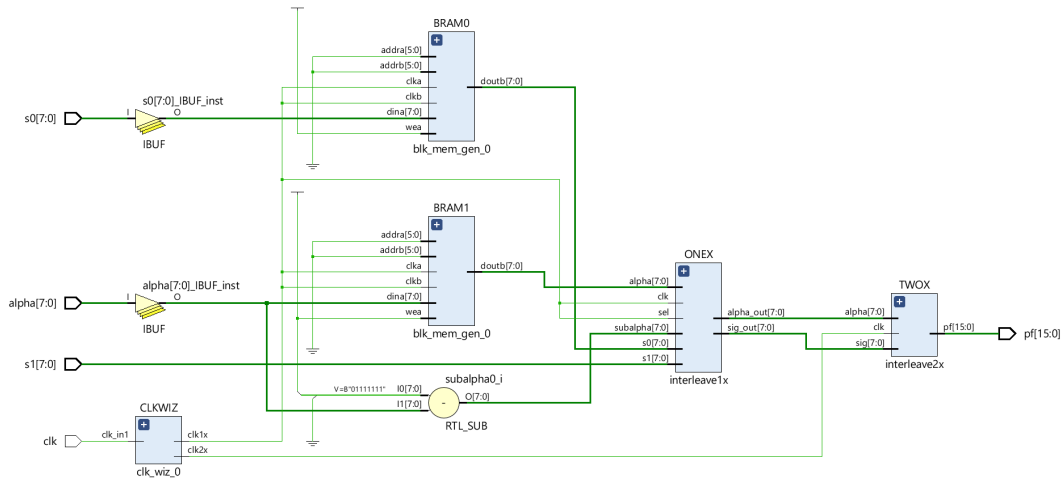 BRAM0
addra[5:0]
addrb[5:0]
clka
doutb[7:0]
clkb
s0[7:0]_IBUF_inst
dina[7:0]
s0[7:0]
I
O
wea
IBUF
blk_mem_gen_0
BRAM1
addra[5:0]
addrb[5:0]
ONEX
clka
doutb[7:0]
clkb
alpha[7:0]
TWOX
alpha[7:0]_IBUF_inst
clk
alpha[7:0]
I
O
dina[7:0]
sel
alpha_out[7:0]
alpha[7:0]
wea
subalpha[7:0]
sig_out[7:0]
clk
pf[15:0]
pf[15:0]
IBUF
blk_mem_gen_0
s0[7:0]
sig[7:0]
s1[7:0]
s1[7:0]
interleave2x
subalpha0_i
interleave1x
V=B"01111111"
I0[7:0]
-
O[7:0]
I1[7:0]
CLKWIZ
RTL_SUB
clk
clk_in1
clk1x
clk2x
clk_wiz_0